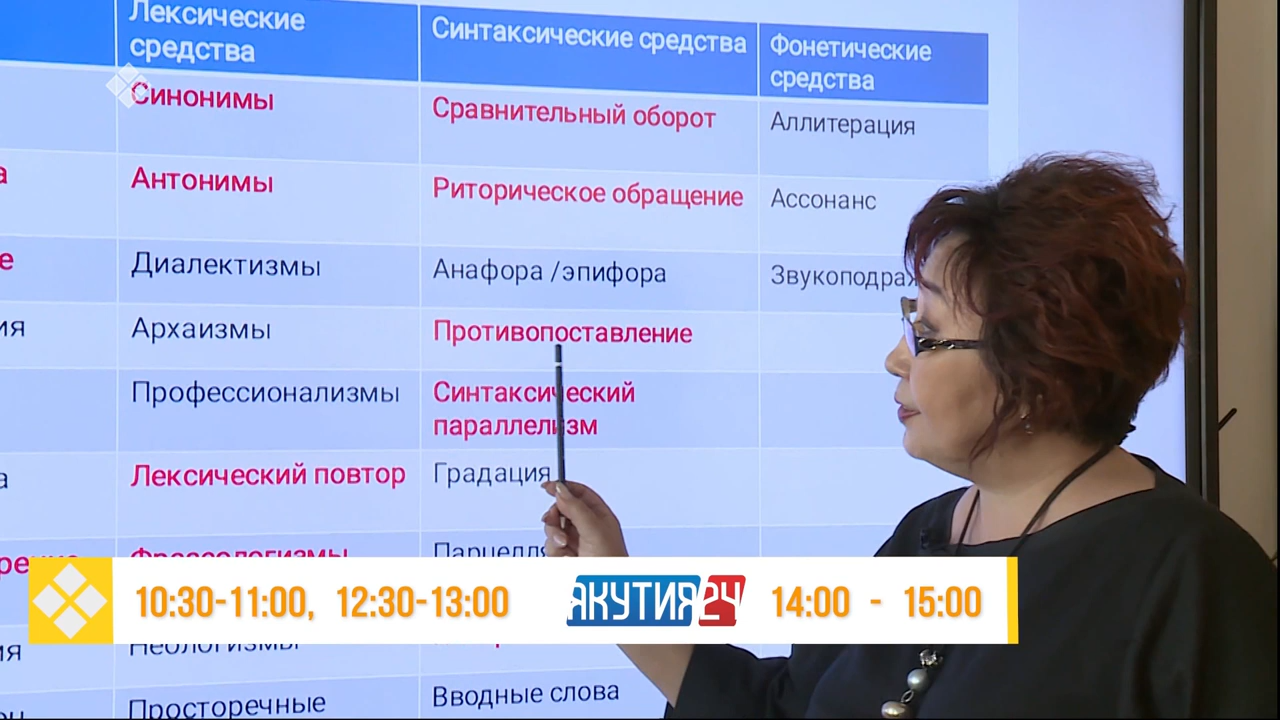 Лексические
средства
Синтаксические средства
Фонетические
средства
Синонимы
Сравнительный оборот
Аллитерация
Антонимы
Риторическое обращение
Ассонанс
Диалектизмы
Анафора /эпифора
Архаизмы
Противопоставление
Профессионализмы
Синтаксический
параллелизм
Лексический повтор
Градация
Фразеологизмы
Неологизмы
Просторечные
Вводные слова
10:30-11:00, 12:30-13:00
ЯКУТИЯ24
14:00 - 15:00